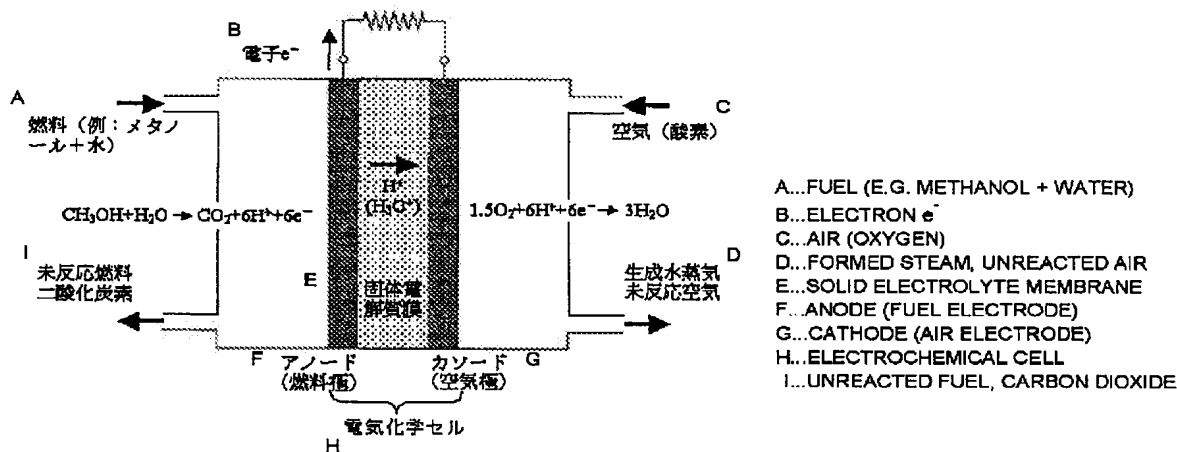 B
電子e⁻
A
燃料（例：メタノ
ール＋水）
C
空気（酸素）
H⁺
(H₃O⁺)
CH₃OH+H₂O → CO₂+6H⁺+6e⁻
1.5O₂+6H⁺+6e⁻ → 3H₂O
I
未反応燃料
二酸化炭素
E
固体電
解質膜
D
生成水蒸気
未反応空気
F
アノード
(燃料極)
カソード
(空気極)
G
電気化学セル
H
A...FUEL (E.G. METHANOL + WATER)
B...ELECTRON e⁻
C...AIR (OXYGEN)
D...FORMED STEAM, UNREACTED AIR
E...SOLID ELECTROLYTE MEMBRANE
F...ANODE (FUEL ELECTRODE)
G...CATHODE (AIR ELECTRODE)
H...ELECTROCHEMICAL CELL
I...UNREACTED FUEL, CARBON DIOXIDE